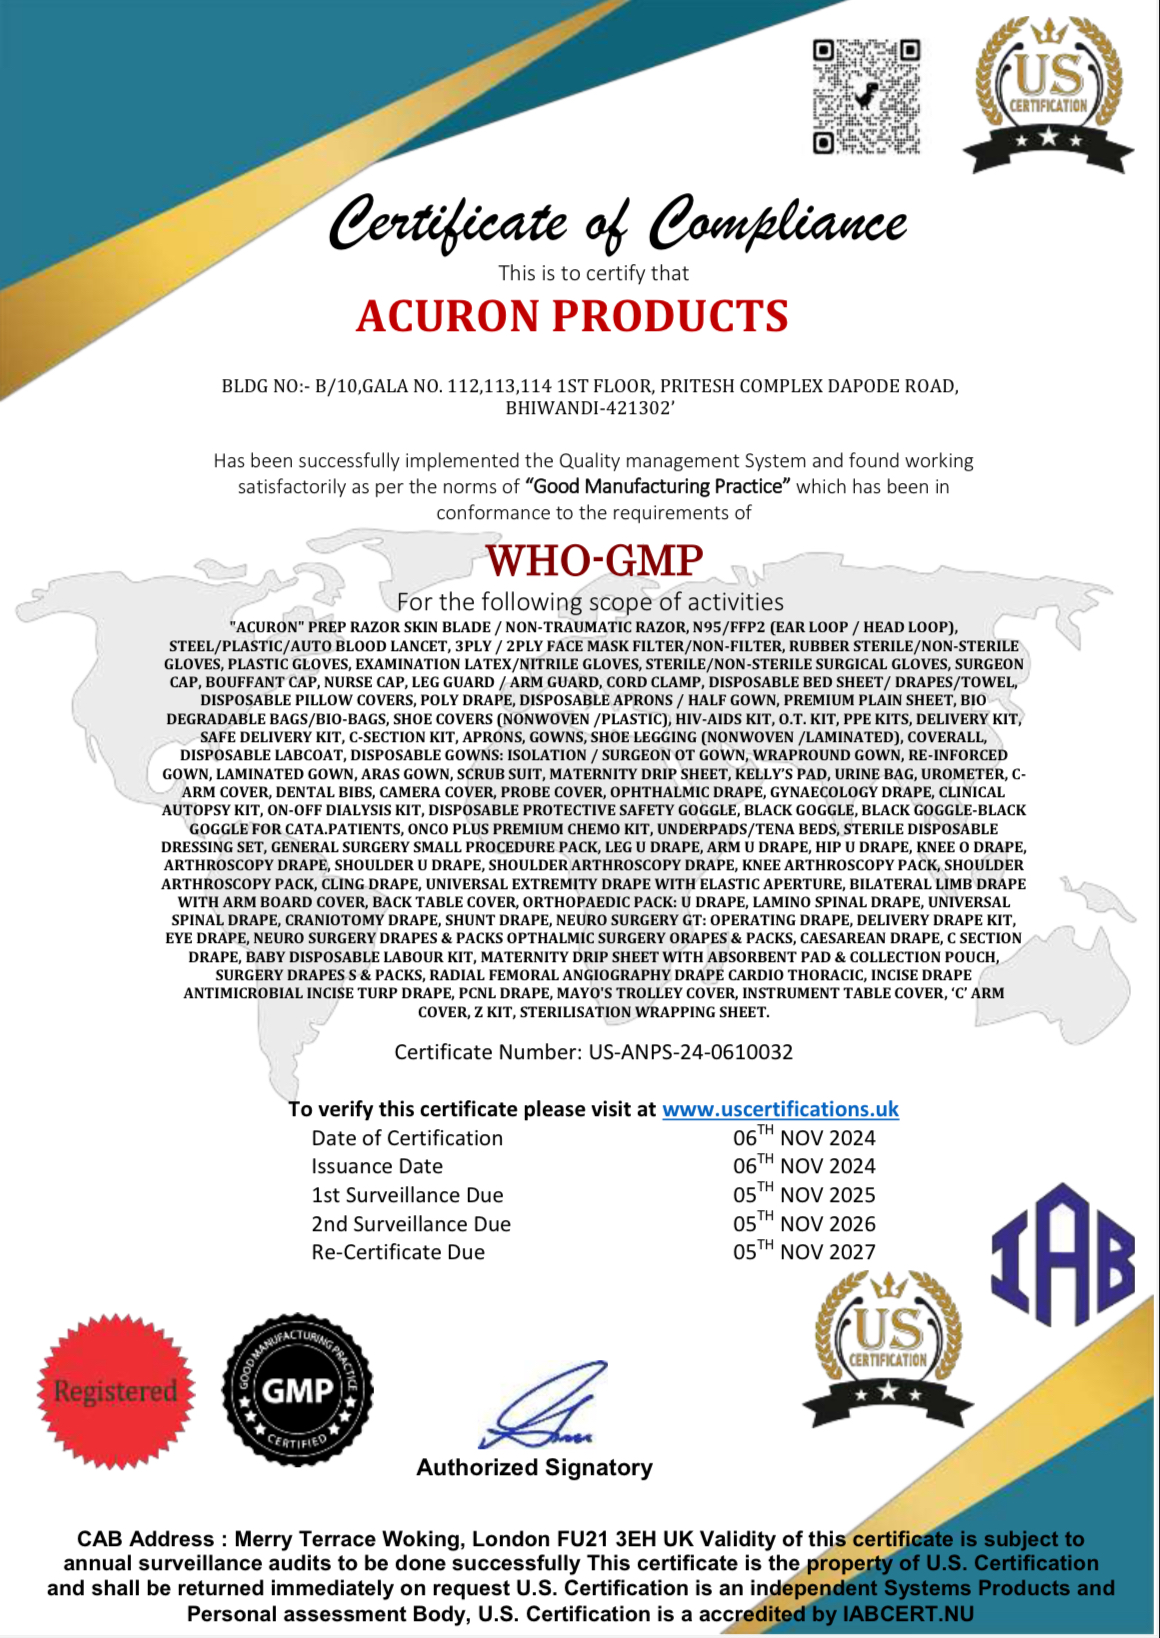 US
CERTIFICATION
Certificate of Compliance
This is to certify that
ACURON PRODUCTS
BLDG NO:- B/10,GALA NO. 112,113,114 1ST FLOOR, PRITESH COMPLEX DAPODE ROAD,
BHIWANDI-421302’
Has been successfully implemented the Quality management System and found working
satisfactorily as per the norms of “Good Manufacturing Practice” which has been in
conformance to the requirements of
WHO-GMP
For the following scope of activities
"ACURON" PREP RAZOR SKIN BLADE / NON-TRAUMATIC RAZOR, N95/FFP2 (EAR LOOP / HEAD LOOP),
STEEL/PLASTIC/AUTO BLOOD LANCET, 3PLY / 2PLY FACE MASK FILTER/NON-FILTER, RUBBER STERILE/NON-STERILE
GLOVES, PLASTIC GLOVES, EXAMINATION LATEX/NITRILE GLOVES, STERILE/NON-STERILE SURGICAL GLOVES, SURGEON
CAP, BOUFFANT CAP, NURSE CAP, LEG GUARD / ARM GUARD, CORD CLAMP, DISPOSABLE BED SHEET/ DRAPES/TOWEL,
DISPOSABLE PILLOW COVERS, POLY DRAPE, DISPOSABLE APRONS / HALF GOWN, PREMIUM PLAIN SHEET, BIO
DEGRADABLE BAGS/BIO-BAGS, SHOE COVERS (NONWOVEN /PLASTIC), HIV-AIDS KIT, O.T. KIT, PPE KITS, DELIVERY KIT,
SAFE DELIVERY KIT, C-SECTION KIT, APRONS, GOWNS, SHOE LEGGING (NONWOVEN /LAMINATED), COVERALL,
DISPOSABLE LABCOAT, DISPOSABLE GOWNS: ISOLATION / SURGEON OT GOWN, WRAPROUND GOWN, RE-INFORCED
GOWN, LAMINATED GOWN, ARAS GOWN, SCRUB SUIT, MATERNITY DRIP SHEET, KELLY’S PAD, URINE BAG, UROMETER, C-
ARM COVER, DENTAL BIBS, CAMERA COVER, PROBE COVER, OPHTHALMIC DRAPE, GYNAECOLOGY DRAPE, CLINICAL
AUTOPSY KIT, ON-OFF DIALYSIS KIT, DISPOSABLE PROTECTIVE SAFETY GOGGLE, BLACK GOGGLE, BLACK GOGGLE-BLACK
GOGGLE FOR CATA.PATIENTS, ONCO PLUS PREMIUM CHEMO KIT, UNDERPADS/TENA BEDS, STERILE DISPOSABLE
DRESSING SET, GENERAL SURGERY SMALL PROCEDURE PACK, LEG U DRAPE, ARM U DRAPE, HIP U DRAPE, KNEE O DRAPE,
ARTHROSCOPY DRAPE, SHOULDER U DRAPE, SHOULDER ARTHROSCOPY DRAPE, KNEE ARTHROSCOPY PACK, SHOULDER
ARTHROSCOPY PACK, CLING DRAPE, UNIVERSAL EXTREMITY DRAPE WITH ELASTIC APERTURE, BILATERAL LIMB DRAPE
WITH ARM BOARD COVER, BACK TABLE COVER, ORTHOPAEDIC PACK: U DRAPE, LAMINO SPINAL DRAPE, UNIVERSAL
SPINAL DRAPE, CRANIOTOMY DRAPE, SHUNT DRAPE, NEURO SURGERY GT: OPERATING DRAPE, DELIVERY DRAPE KIT,
EYE DRAPE, NEURO SURGERY DRAPES & PACKS OPTHALMIC SURGERY ORAPES & PACKS, CAESAREAN DRAPE, C SECTION
DRAPE, BABY DISPOSABLE LABOUR KIT, MATERNITY DRIP SHEET WITH ABSORBENT PAD & COLLECTION POUCH,
SURGERY DRAPES S & PACKS, RADIAL FEMORAL ANGIOGRAPHY DRAPE CARDIO THORACIC, INCISE DRAPE
ANTIMICROBIAL INCISE TURP DRAPE, PCNL DRAPE, MAYO'S TROLLEY COVER, INSTRUMENT TABLE COVER, ‘C’ ARM
COVER, Z KIT, STERILISATION WRAPPING SHEET.
Certificate Number: US-ANPS-24-0610032
To verify this certificate please visit at www.uscertifications.uk
Date of Certification 06TH NOV 2024
Issuance Date 06TH NOV 2024
1st Surveillance Due 05TH NOV 2025
2nd Surveillance Due 05TH NOV 2026
Re-Certificate Due 05TH NOV 2027
IAB
US
CERTIFICATION
Registered
GOOD MANUFACTURING PRACTICE
GMP
CERTIFIED
Authorized Signatory
CAB Address : Merry Terrace Woking, London FU21 3EH UK Validity of this certificate is subject to
annual surveillance audits to be done successfully This certificate is the property of U.S. Certification
and shall be returned immediately on request U.S. Certification is an independent Systems Products and
Personal assessment Body, U.S. Certification is a accredited by IABCERT.NU